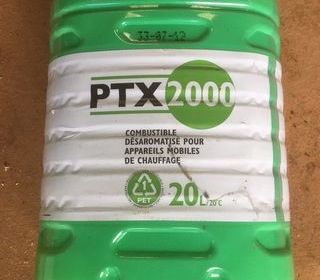 33-07-12
PTX2000
COMBUSTIBLE
DÉSAROMATISÉ POUR
APPAREILS MOBILES
DE CHAUFFAGE
PET
20L/20°C